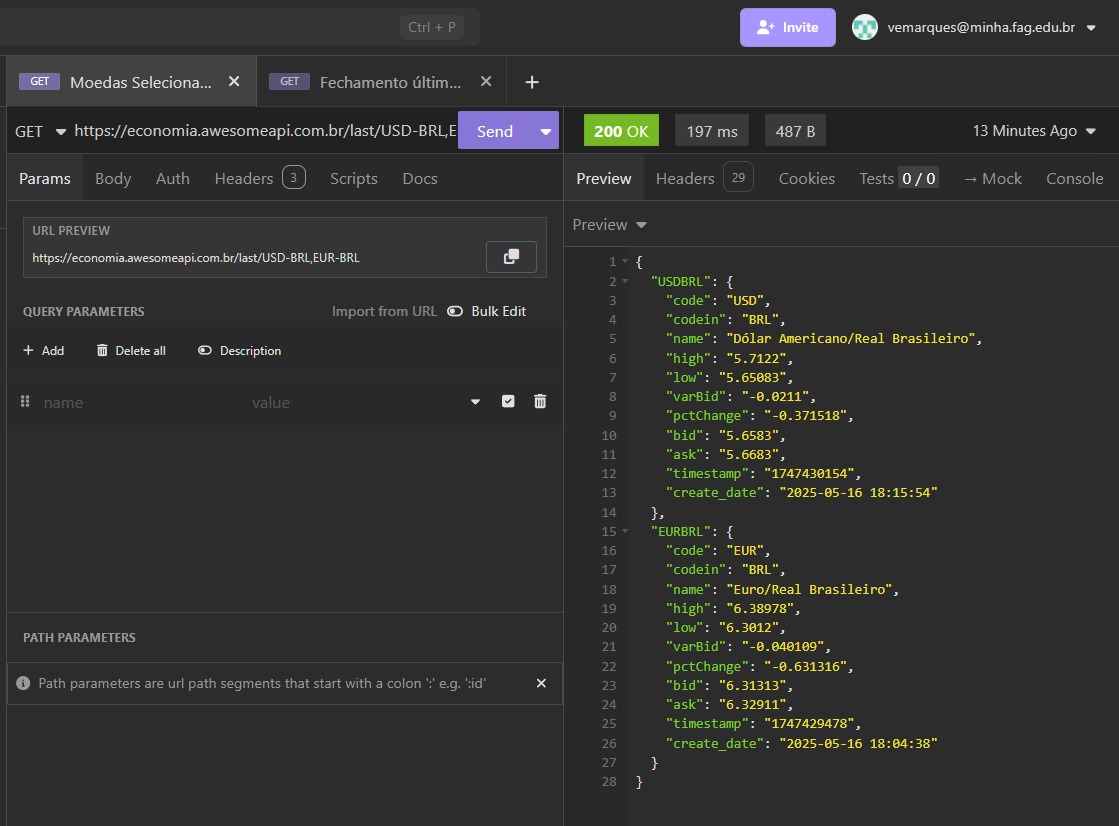 Ctrl + P
Invite
vemarques@minha.fag.edu.br
GET Moedas Seleciona...
GET Fechamento últim...
GET https://economia.awesomeapi.com.br/last/USD-BRL,E
Send
200 OK
197 ms
487 B
13 Minutes Ago
Params Body Auth Headers 3 Scripts Docs
Preview Headers 29 Cookies Tests 0 / 0 → Mock Console
URL PREVIEW
https://economia.awesomeapi.com.br/last/USD-BRL,EUR-BRL
QUERY PARAMETERS Import from URL Bulk Edit
+ Add Delete all Description
name value
PATH PARAMETERS
Path parameters are url path segments that start with a colon ':' e.g. ':id'
Preview
1 {
2 "USDBRL": {
3 "code": "USD",
4 "codein": "BRL",
5 "name": "Dólar Americano/Real Brasileiro",
6 "high": "5.7122",
7 "low": "5.65083",
8 "varBid": "-0.0211",
9 "pctChange": "-0.371518",
10 "bid": "5.6583",
11 "ask": "5.6683",
12 "timestamp": "1747430154",
13 "create_date": "2025-05-16 18:15:54"
14 },
15 "EURBRL": {
16 "code": "EUR",
17 "codein": "BRL",
18 "name": "Euro/Real Brasileiro",
19 "high": "6.38978",
20 "low": "6.3012",
21 "varBid": "-0.040109",
22 "pctChange": "-0.631316",
23 "bid": "6.31313",
24 "ask": "6.32911",
25 "timestamp": "1747429478",
26 "create_date": "2025-05-16 18:04:38"
27 }
28 }